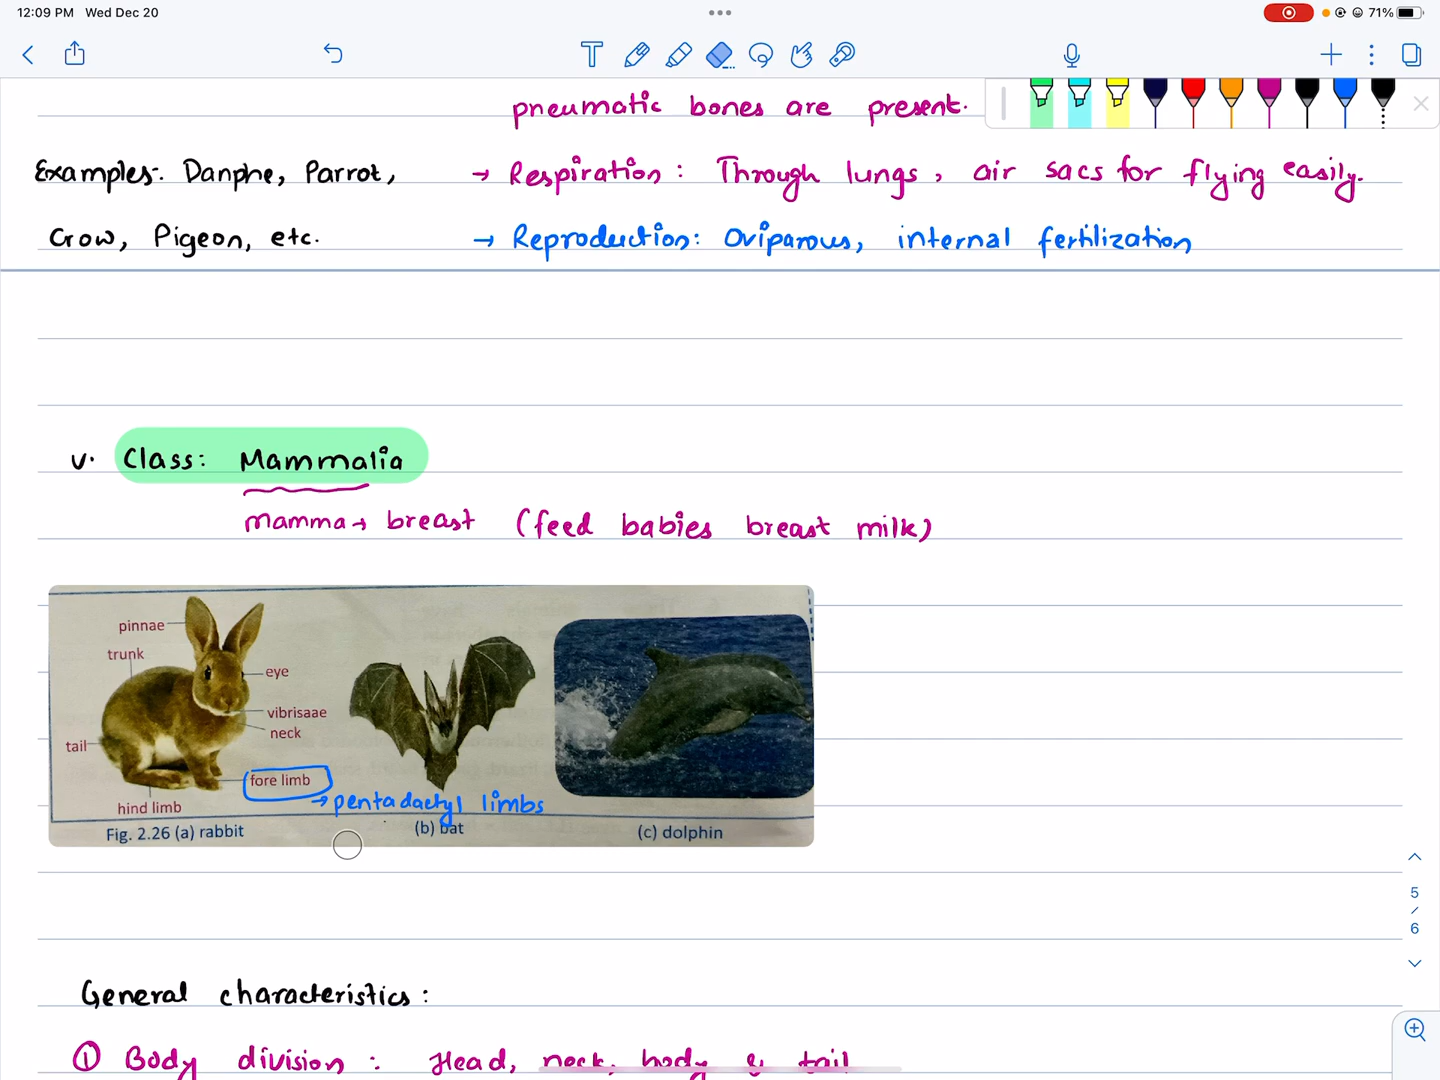 12:09 PM Wed Dec 20
71%
pneumatic bones are present.
Examples: Danphe, Parrot,
→ Respiration: Through lungs, air sacs for flying easily.
Crow, Pigeon, etc.
→ Reproduction: Oviparous, internal fertilization
v. Class: Mammalia
mamma → breast (feed babies breast milk)
pinnae
trunk
eye
vibrisaae
neck
tail
fore limb
→ pentadactyl limbs
hind limb
Fig. 2.26 (a) rabbit
(b) bat
(c) dolphin
5
/
6
General characteristics:
① Body division: Head, neck, body & tail